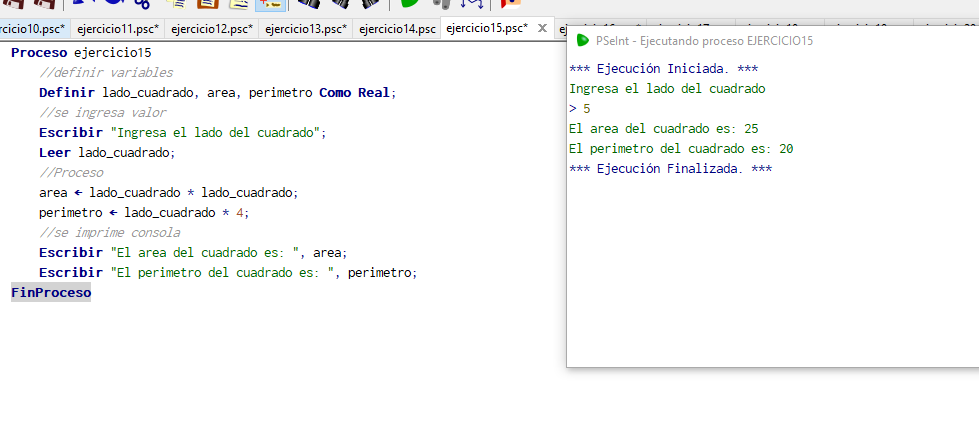 rcicio10.psc* ejercicio11.psc* ejercicio12.psc* ejercicio13.psc* ejercicio14.psc ejercicio15.psc*
Proceso ejercicio15
//definir variables
Definir lado_cuadrado, area, perimetro Como Real;
//se ingresa valor
Escribir "Ingresa el lado del cuadrado";
Leer lado_cuadrado;
//Proceso
area ← lado_cuadrado * lado_cuadrado;
perimetro ← lado_cuadrado * 4;
//se imprime consola
Escribir "El area del cuadrado es: ", area;
Escribir "El perimetro del cuadrado es: ", perimetro;
FinProceso
PSeInt - Ejecutando proceso EJERCICIO15
*** Ejecución Iniciada. ***
Ingresa el lado del cuadrado
> 5
El area del cuadrado es: 25
El perimetro del cuadrado es: 20
*** Ejecución Finalizada. ***